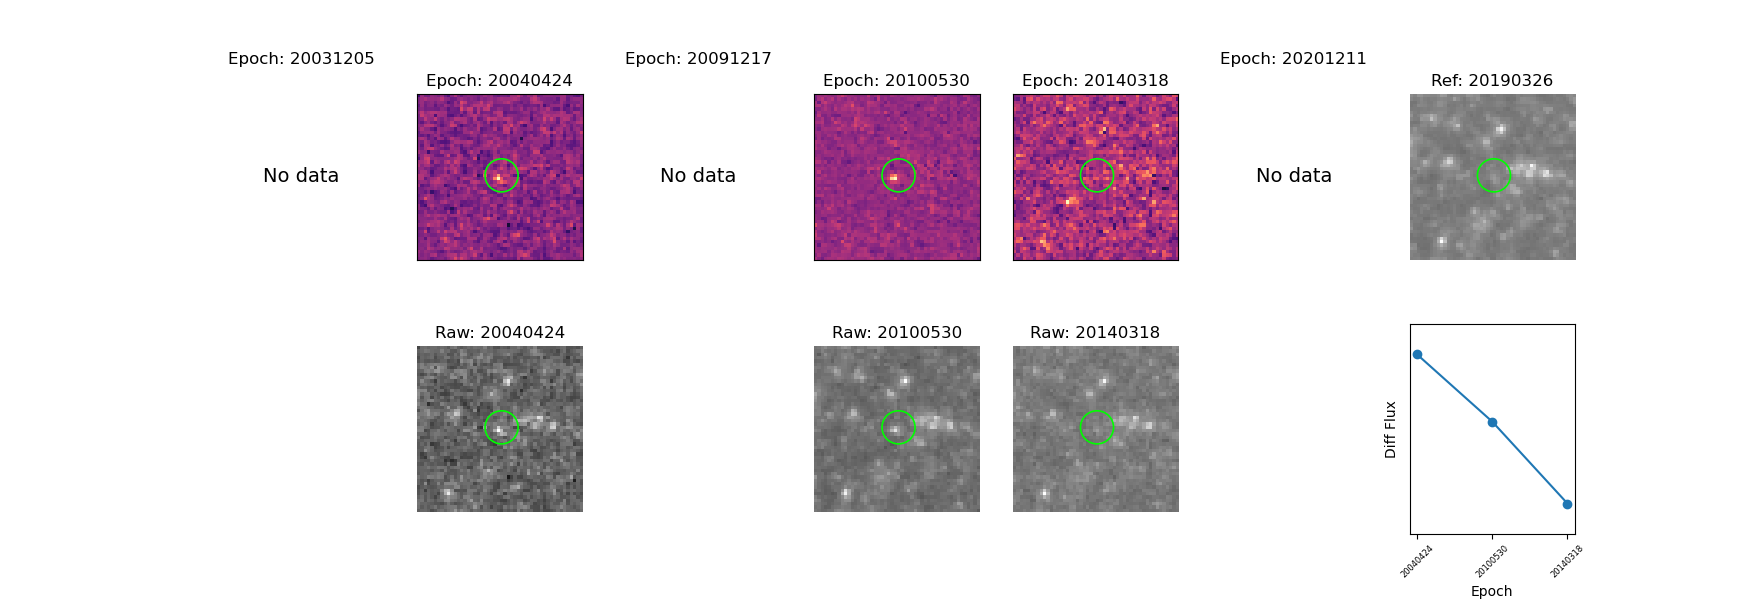 Epoch: 20031205
No data
Epoch: 20040424
Epoch: 20091217
No data
Epoch: 20100530
Epoch: 20140318
Epoch: 20201211
No data
Ref: 20190326
Raw: 20040424
Raw: 20100530
Raw: 20140318
Diff Flux
20040424
20100530
20140318
Epoch